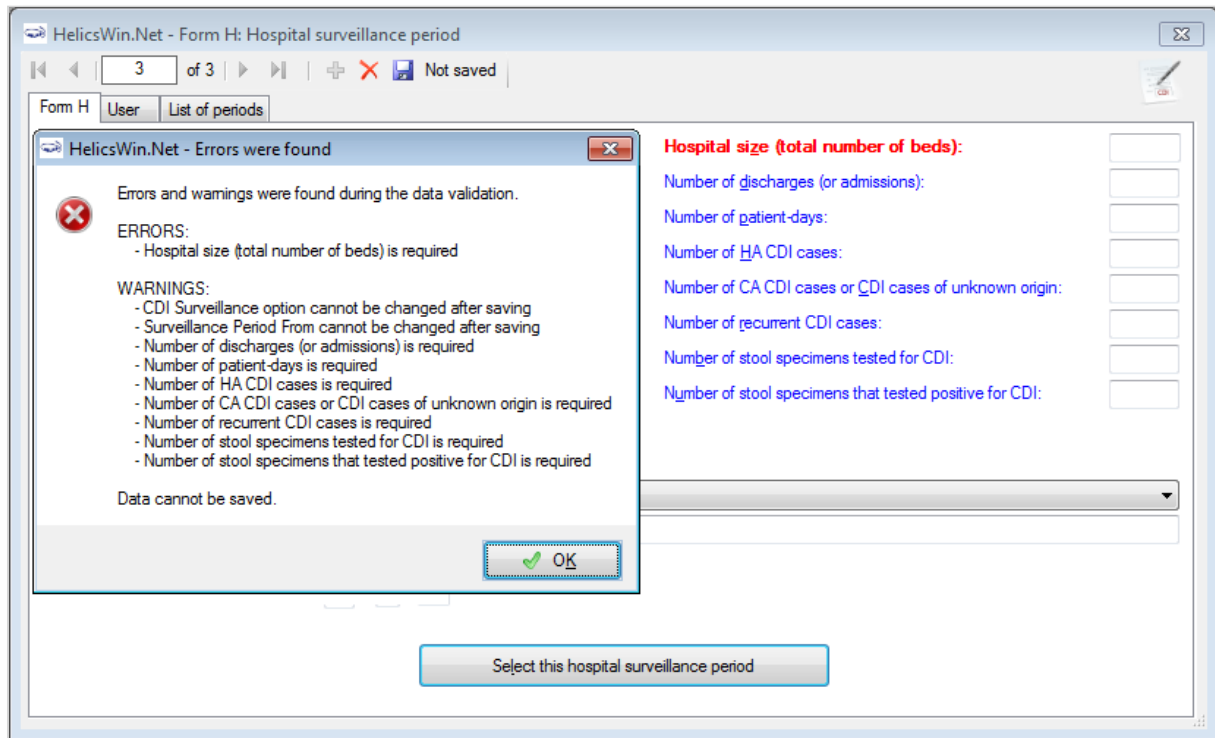 HelicsWin.Net - Form H: Hospital surveillance period
3 of 3 Not saved
CDI
Form H User List of periods
HelicsWin.Net - Errors were found
Errors and warnings were found during the data validation.
ERRORS:
- Hospital size (total number of beds) is required
WARNINGS:
- CDI Surveillance option cannot be changed after saving
- Surveillance Period From cannot be changed after saving
- Number of discharges (or admissions) is required
- Number of patient-days is required
- Number of HA CDI cases is required
- Number of CA CDI cases or CDI cases of unknown origin is required
- Number of recurrent CDI cases is required
- Number of stool specimens tested for CDI is required
- Number of stool specimens that tested positive for CDI is required
Data cannot be saved.
OK
Hospital size (total number of beds):
Number of discharges (or admissions):
Number of patient-days:
Number of HA CDI cases:
Number of CA CDI cases or CDI cases of unknown origin:
Number of recurrent CDI cases:
Number of stool specimens tested for CDI:
Number of stool specimens that tested positive for CDI:
Select this hospital surveillance period